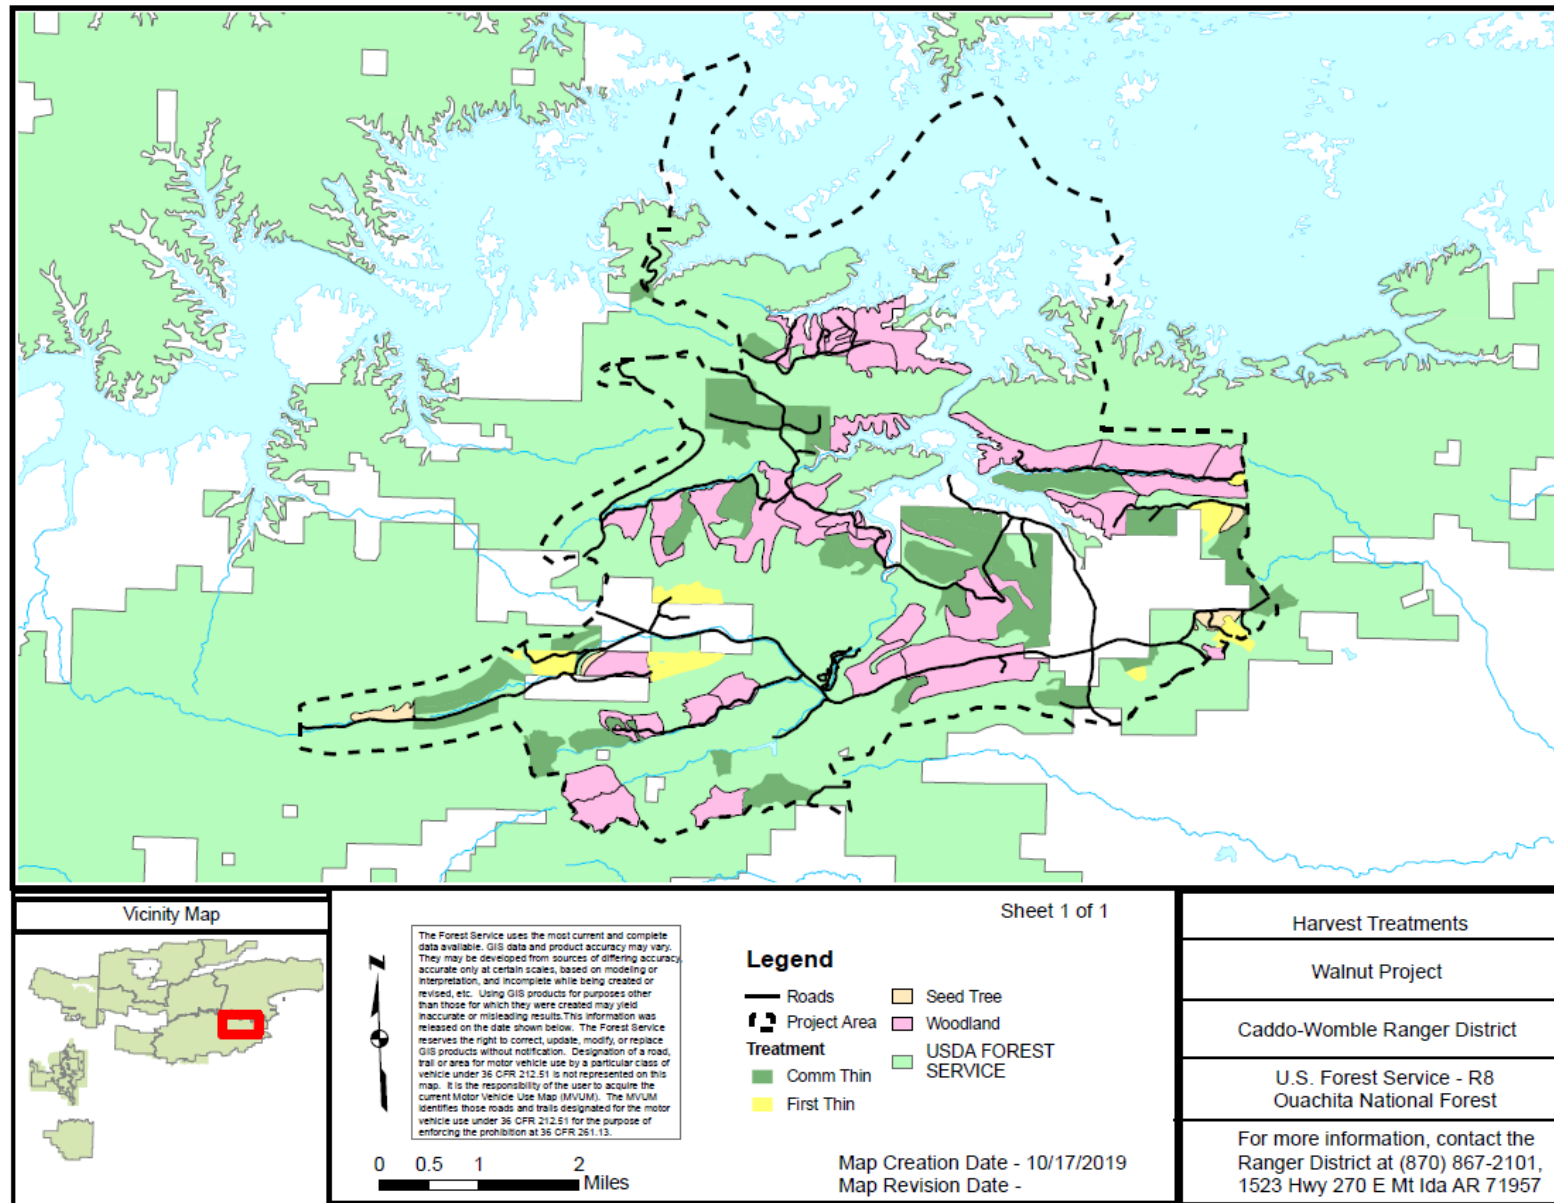 Vicinity Map
The Forest Service uses the most current and complete
data available. GIS data and product accuracy may vary.
They may be developed from sources of differing accuracy,
accurate only at certain scales, based on modeling or
interpretation, and incomplete while being created or
revised, etc. Using GIS products for purposes other
than those for which they were created may yield
inaccurate or misleading results. This information was
released on the date shown below. The Forest Service
reserves the right to correct, update, modify, or replace
GIS products without notification. Designation of a road,
trail or area for motor vehicle use by a particular class of
vehicle under 36 CFR 212.51 is not represented on this
map. It is the responsibility of the user to acquire the
current Motor Vehicle Use Map (MVUM). The MVUM
identifies those roads and trails designated for the motor
vehicle use under 36 CFR 212.51 for the purpose of
enforcing the prohibition at 36 CFR 261.13.
N
0 0.5 1 2
Miles
Sheet 1 of 1
Legend
Roads
Project Area
Treatment
Comm Thin
First Thin
Seed Tree
Woodland
USDA FOREST
SERVICE
Map Creation Date - 10/17/2019
Map Revision Date -
Harvest Treatments
Walnut Project
Caddo-Womble Ranger District
U.S. Forest Service - R8
Ouachita National Forest
For more information, contact the
Ranger District at (870) 867-2101,
1523 Hwy 270 E Mt Ida AR 71957